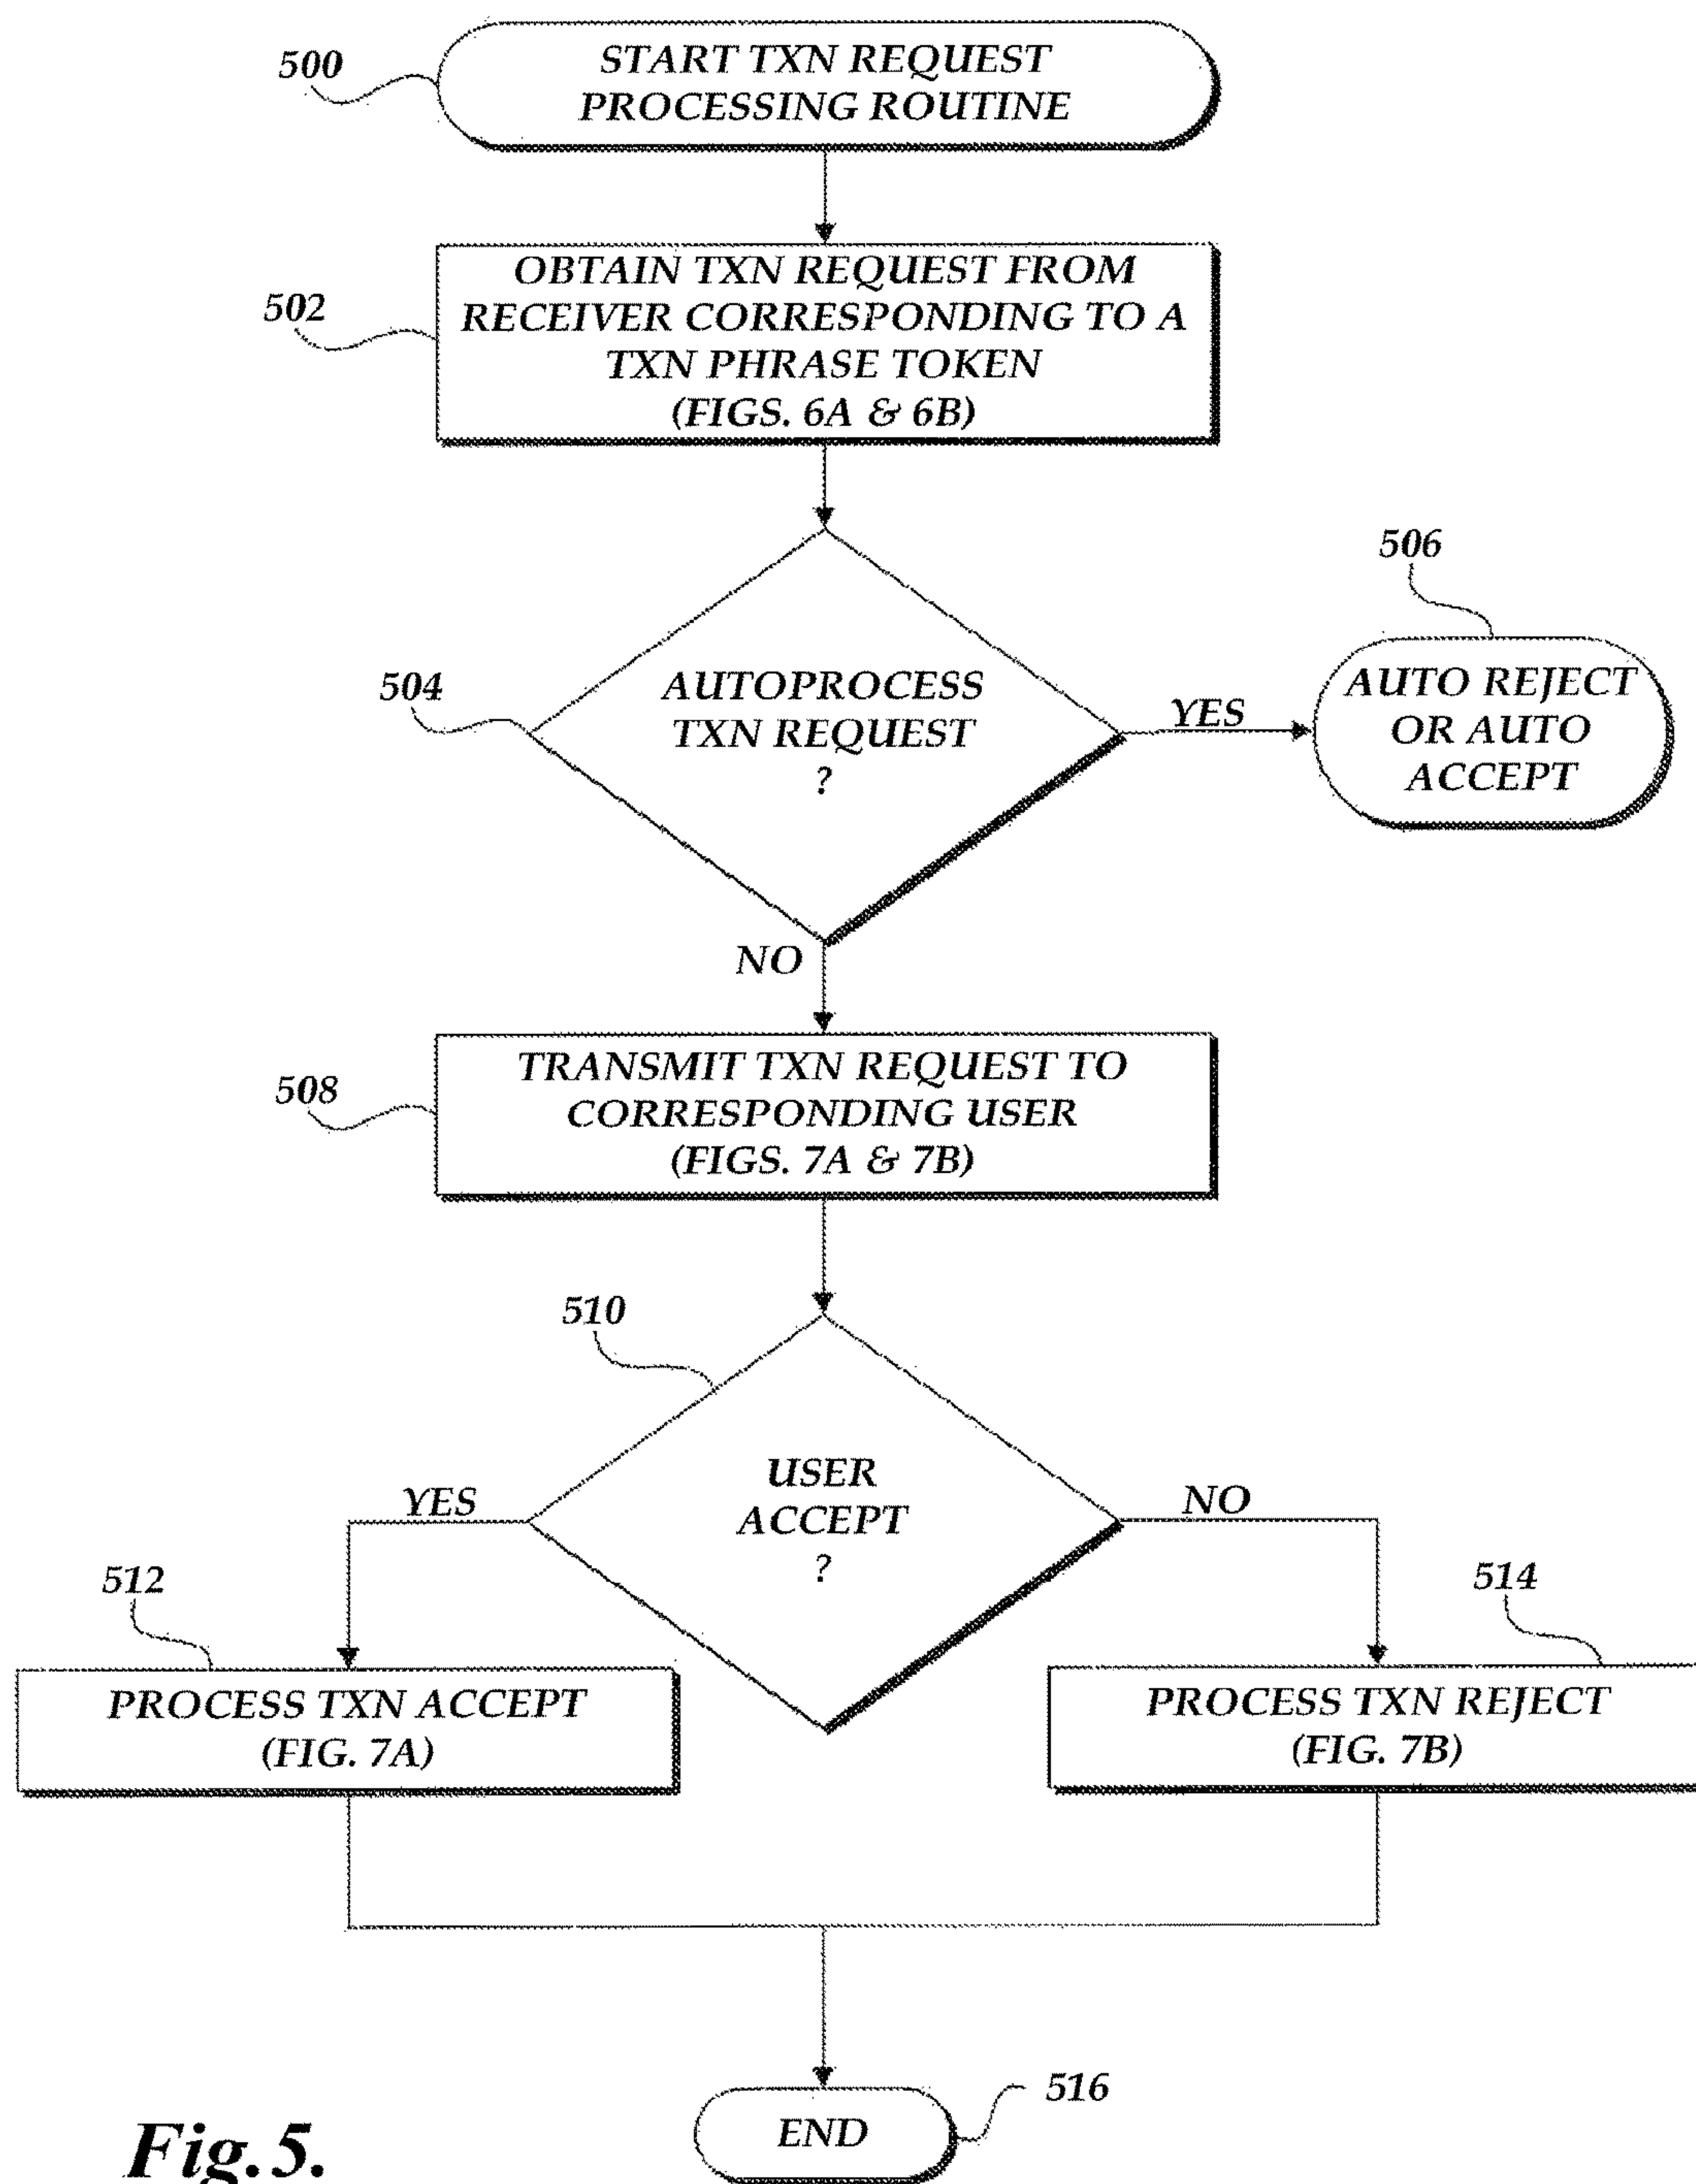 500
START TXN REQUEST
PROCESSING ROUTINE
502
OBTAIN TXN REQUEST FROM
RECEIVER CORRESPONDING TO A
TXN PHRASE TOKEN
(FIGS. 6A & 6B)
504
AUTOPROCESS
TXN REQUEST
?
YES
506
AUTO REJECT
OR AUTO
ACCEPT
NO
508
TRANSMIT TXN REQUEST TO
CORRESPONDING USER
(FIGS. 7A & 7B)
510
USER
ACCEPT
?
YES
NO
512
PROCESS TXN ACCEPT
(FIG. 7A)
514
PROCESS TXN REJECT
(FIG. 7B)
END
516
Fig. 5.